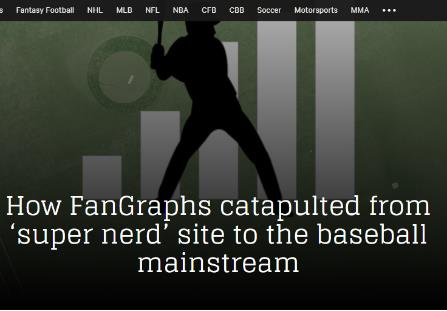 s Fantasy Football NHL MLB NFL NBA CFB CBB Soccer Motorsports MMA •••
How FanGraphs catapulted from
‘super nerd’ site to the baseball
mainstream